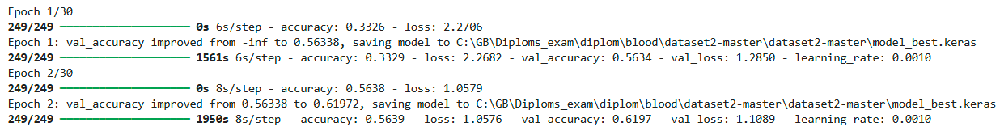 Epoch 1/30
249/249 ━━━━━━━━━━━━━━━━━━━━ 0s 6s/step - accuracy: 0.3326 - loss: 2.2706
Epoch 1: val_accuracy improved from -inf to 0.56338, saving model to C:\GB\Diploms_exam\diplom\blood\dataset2-master\dataset2-master\model_best.keras
249/249 ━━━━━━━━━━━━━━━━━━━━ 1561s 6s/step - accuracy: 0.3329 - loss: 2.2682 - val_accuracy: 0.5634 - val_loss: 1.2850 - learning_rate: 0.0010
Epoch 2/30
249/249 ━━━━━━━━━━━━━━━━━━━━ 0s 8s/step - accuracy: 0.5638 - loss: 1.0579
Epoch 2: val_accuracy improved from 0.56338 to 0.61972, saving model to C:\GB\Diploms_exam\diplom\blood\dataset2-master\dataset2-master\model_best.keras
249/249 ━━━━━━━━━━━━━━━━━━━━ 1950s 8s/step - accuracy: 0.5639 - loss: 1.0576 - val_accuracy: 0.6197 - val_loss: 1.1089 - learning_rate: 0.0010